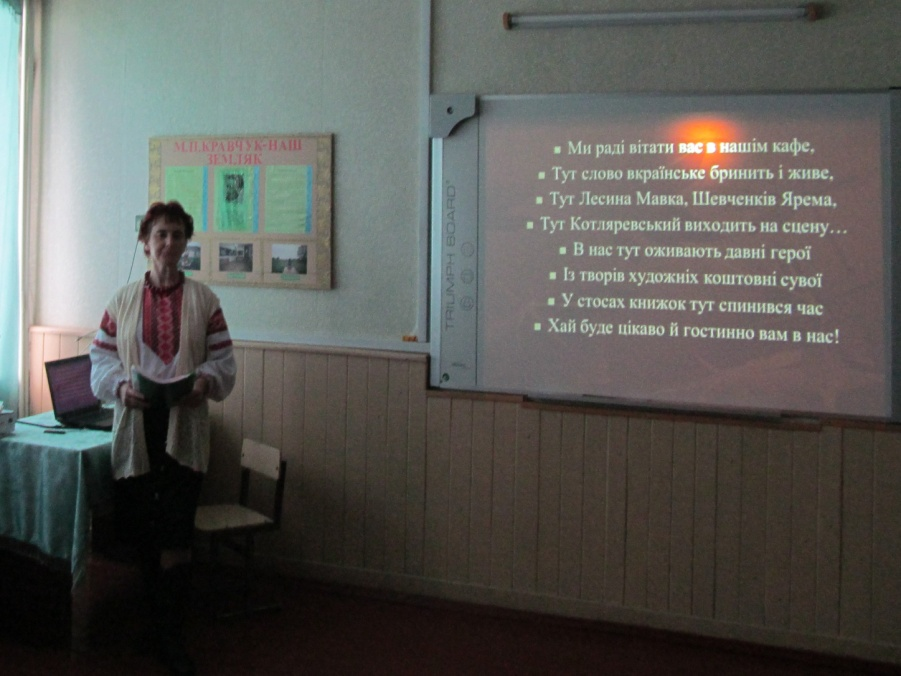 М.П.КРАВЧУК-НАШ
ЗЕМЛЯК
TRIUMPH BOARD
Ми раді вітати вас в нашім кафе,
Тут слово вкраїнське бринить і живе,
Тут Лесина Мавка, Шевченків Ярема,
Тут Котляревський виходить на сцену…
В нас тут оживають давні герої
Із творів художніх коштовні сувої
У стосах книжок тут спинився час
Хай буде цікаво й гостинно вам в нас!